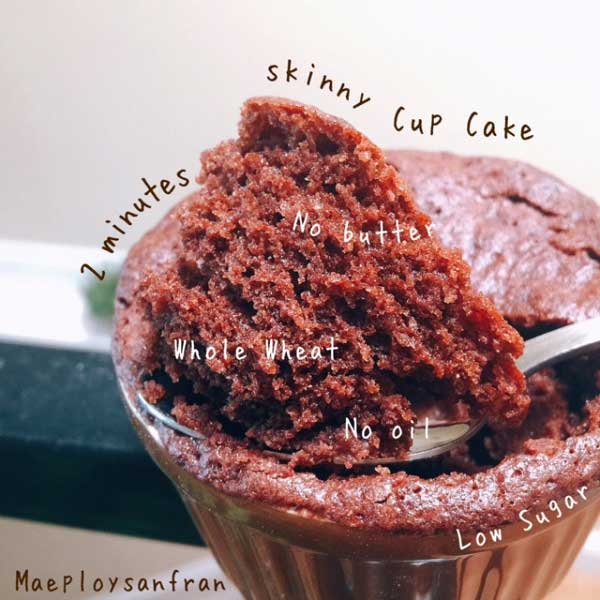 skinny Cup Cake
2 minutes
No butter
Whole Wheat
No oil
Low Sugar
Maeploysanfran